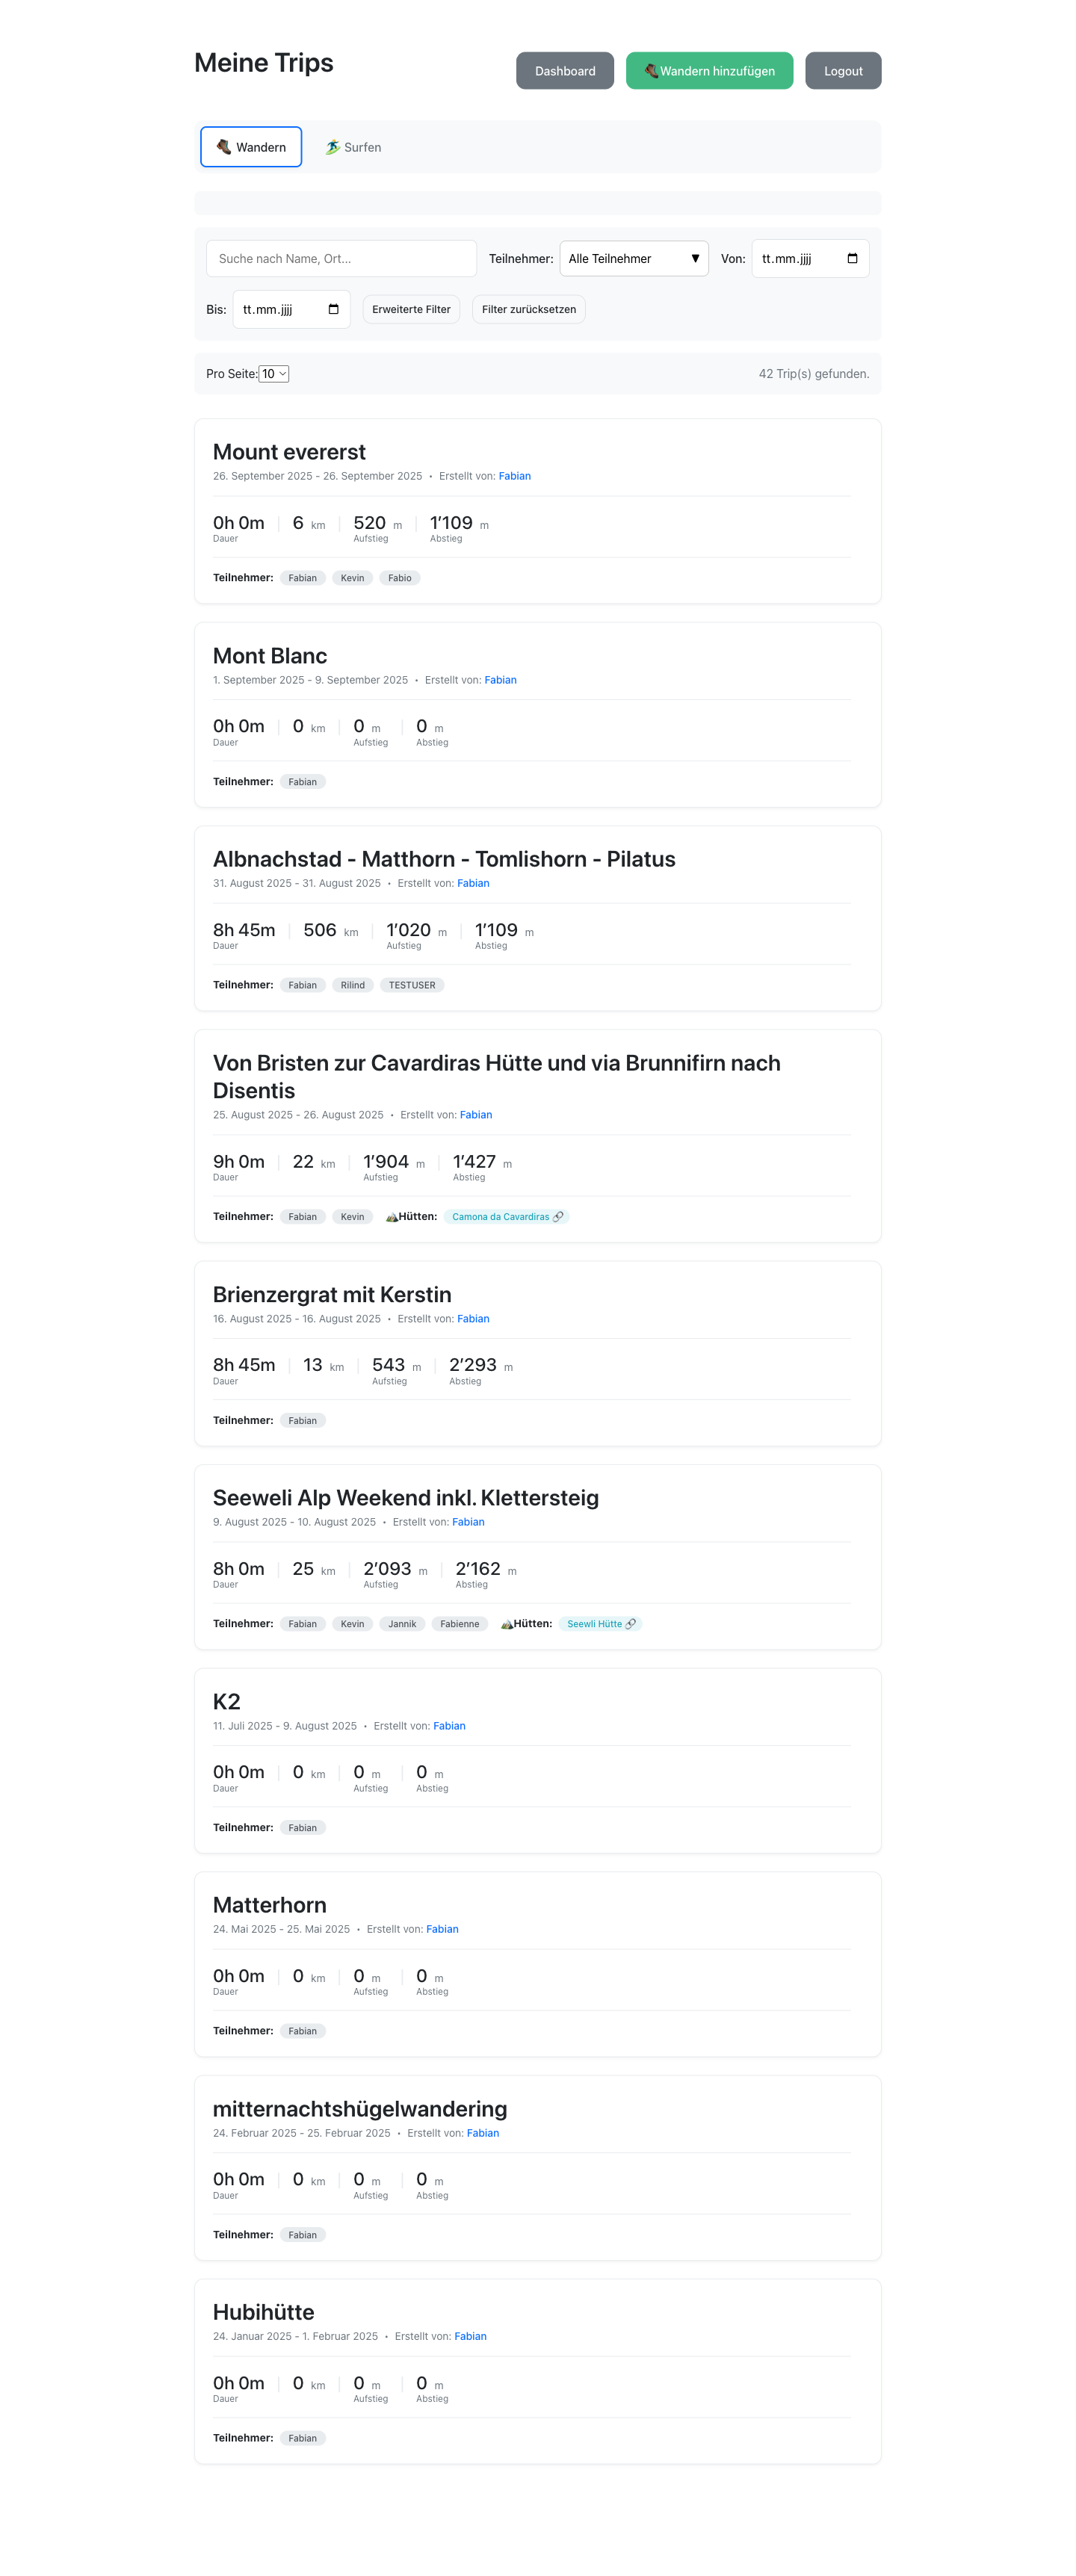 Meine Trips
Dashboard
Wandern hinzufügen
Logout
Wandern
Surfen
Suche nach Name, Ort...
Teilnehmer:
Alle Teilnehmer
Von:
tt.mm.jjjj
Bis:
tt.mm.jjjj
Erweiterte Filter
Filter zurücksetzen
Pro Seite: 10
42 Trip(s) gefunden.
Mount evererst
26. September 2025 - 26. September 2025 • Erstellt von: Fabian
0h 0m | 6 km | 520 m | 1’109 m
Dauer Aufstieg Abstieg
Teilnehmer: Fabian Kevin Fabio
Mont Blanc
1. September 2025 - 9. September 2025 • Erstellt von: Fabian
0h 0m | 0 km | 0 m | 0 m
Dauer Aufstieg Abstieg
Teilnehmer: Fabian
Albnachstad - Matthorn - Tomlishorn - Pilatus
31. August 2025 - 31. August 2025 • Erstellt von: Fabian
8h 45m | 506 km | 1’020 m | 1’109 m
Dauer Aufstieg Abstieg
Teilnehmer: Fabian Rilind TESTUSER
Von Bristen zur Cavardiras Hütte und via Brunnifirn nach
Disentis
25. August 2025 - 26. August 2025 • Erstellt von: Fabian
9h 0m | 22 km | 1’904 m | 1’427 m
Dauer Aufstieg Abstieg
Teilnehmer: Fabian Kevin Hütten: Camona da Cavardiras
Brienzergrat mit Kerstin
16. August 2025 - 16. August 2025 • Erstellt von: Fabian
8h 45m | 13 km | 543 m | 2’293 m
Dauer Aufstieg Abstieg
Teilnehmer: Fabian
Seeweli Alp Weekend inkl. Klettersteig
9. August 2025 - 10. August 2025 • Erstellt von: Fabian
8h 0m | 25 km | 2’093 m | 2’162 m
Dauer Aufstieg Abstieg
Teilnehmer: Fabian Kevin Jannik Fabienne Hütten: Seewli Hütte
K2
11. Juli 2025 - 9. August 2025 • Erstellt von: Fabian
0h 0m | 0 km | 0 m | 0 m
Dauer Aufstieg Abstieg
Teilnehmer: Fabian
Matterhorn
24. Mai 2025 - 25. Mai 2025 • Erstellt von: Fabian
0h 0m | 0 km | 0 m | 0 m
Dauer Aufstieg Abstieg
Teilnehmer: Fabian
mitternachtshügelwandering
24. Februar 2025 - 25. Februar 2025 • Erstellt von: Fabian
0h 0m | 0 km | 0 m | 0 m
Dauer Aufstieg Abstieg
Teilnehmer: Fabian
Hubihütte
24. Januar 2025 - 1. Februar 2025 • Erstellt von: Fabian
0h 0m | 0 km | 0 m | 0 m
Dauer Aufstieg Abstieg
Teilnehmer: Fabian